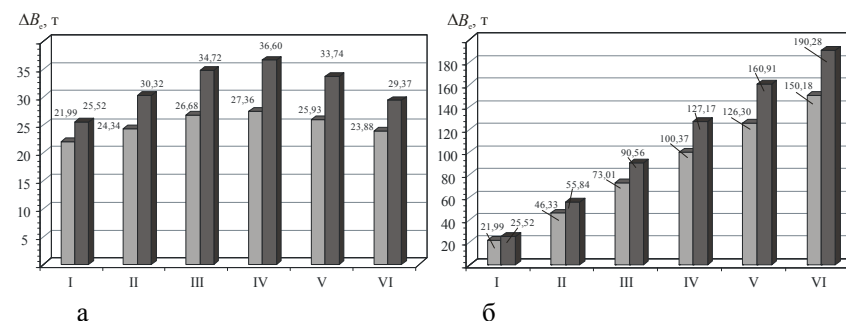 ΔBₑ, т
35
30
25
20
15
10
5
21,99
25,52
24,34
30,32
26,68
34,72
27,36
36,60
25,93
33,74
23,88
29,37
I
II
III
IV
V
VI
а
ΔBₑ, т
180
160
140
120
100
80
60
40
20
21,99
25,52
46,33
55,84
73,01
90,56
100,37
127,17
126,30
160,91
150,18
190,28
I
II
III
IV
V
VI
б